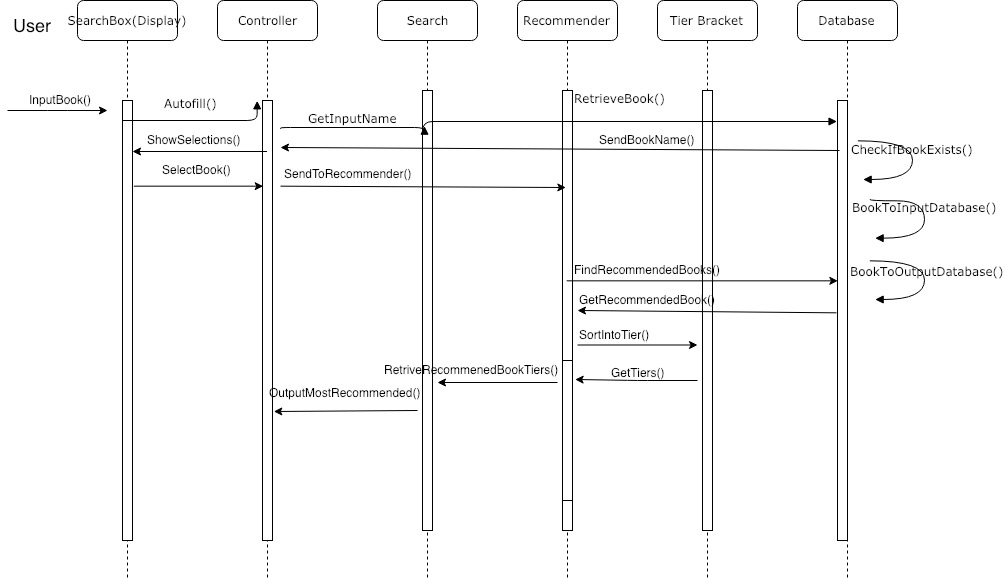 User
SearchBox(Display)
Controller
Search
Recommender
Tier Bracket
Database
InputBook()
Autofill()
GetInputName
RetrieveBook()
ShowSelections()
SendBookName()
CheckIfBookExists()
SelectBook()
SendToRecommender()
BookToInputDatabase()
FindRecommendedBooks()
BookToOutputDatabase()
GetRecommendedBook()
SortIntoTier()
RetriveRecommenedBookTiers()
GetTiers()
OutputMostRecommended()